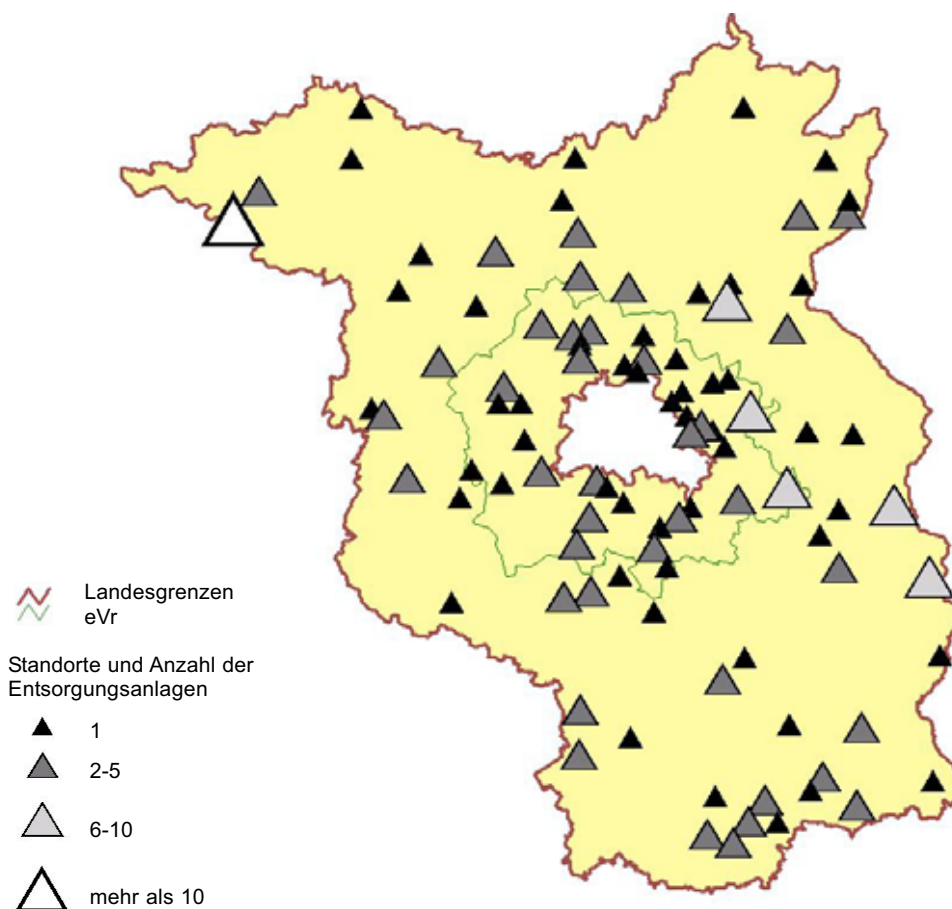 Landesgrenzen
eVr
Standorte und Anzahl der
Entsorgungsanlagen
1
2-5
6-10
mehr als 10